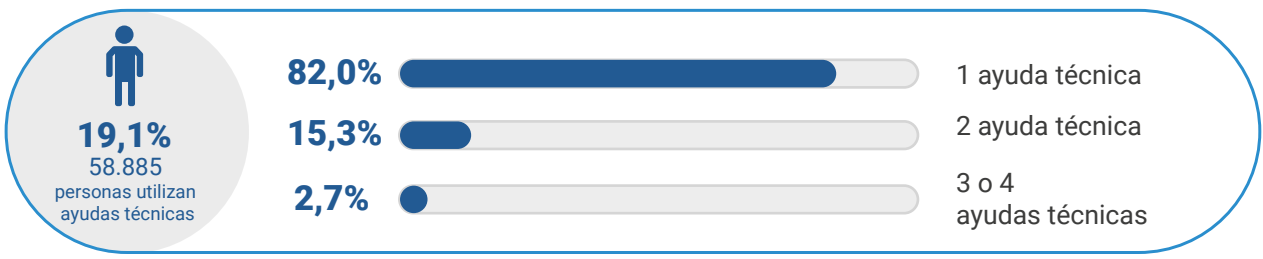 19,1%
58.885
personas utilizan
ayudas técnicas
82,0%
1 ayuda técnica
15,3%
2 ayuda técnica
2,7%
3 o 4
ayudas técnicas